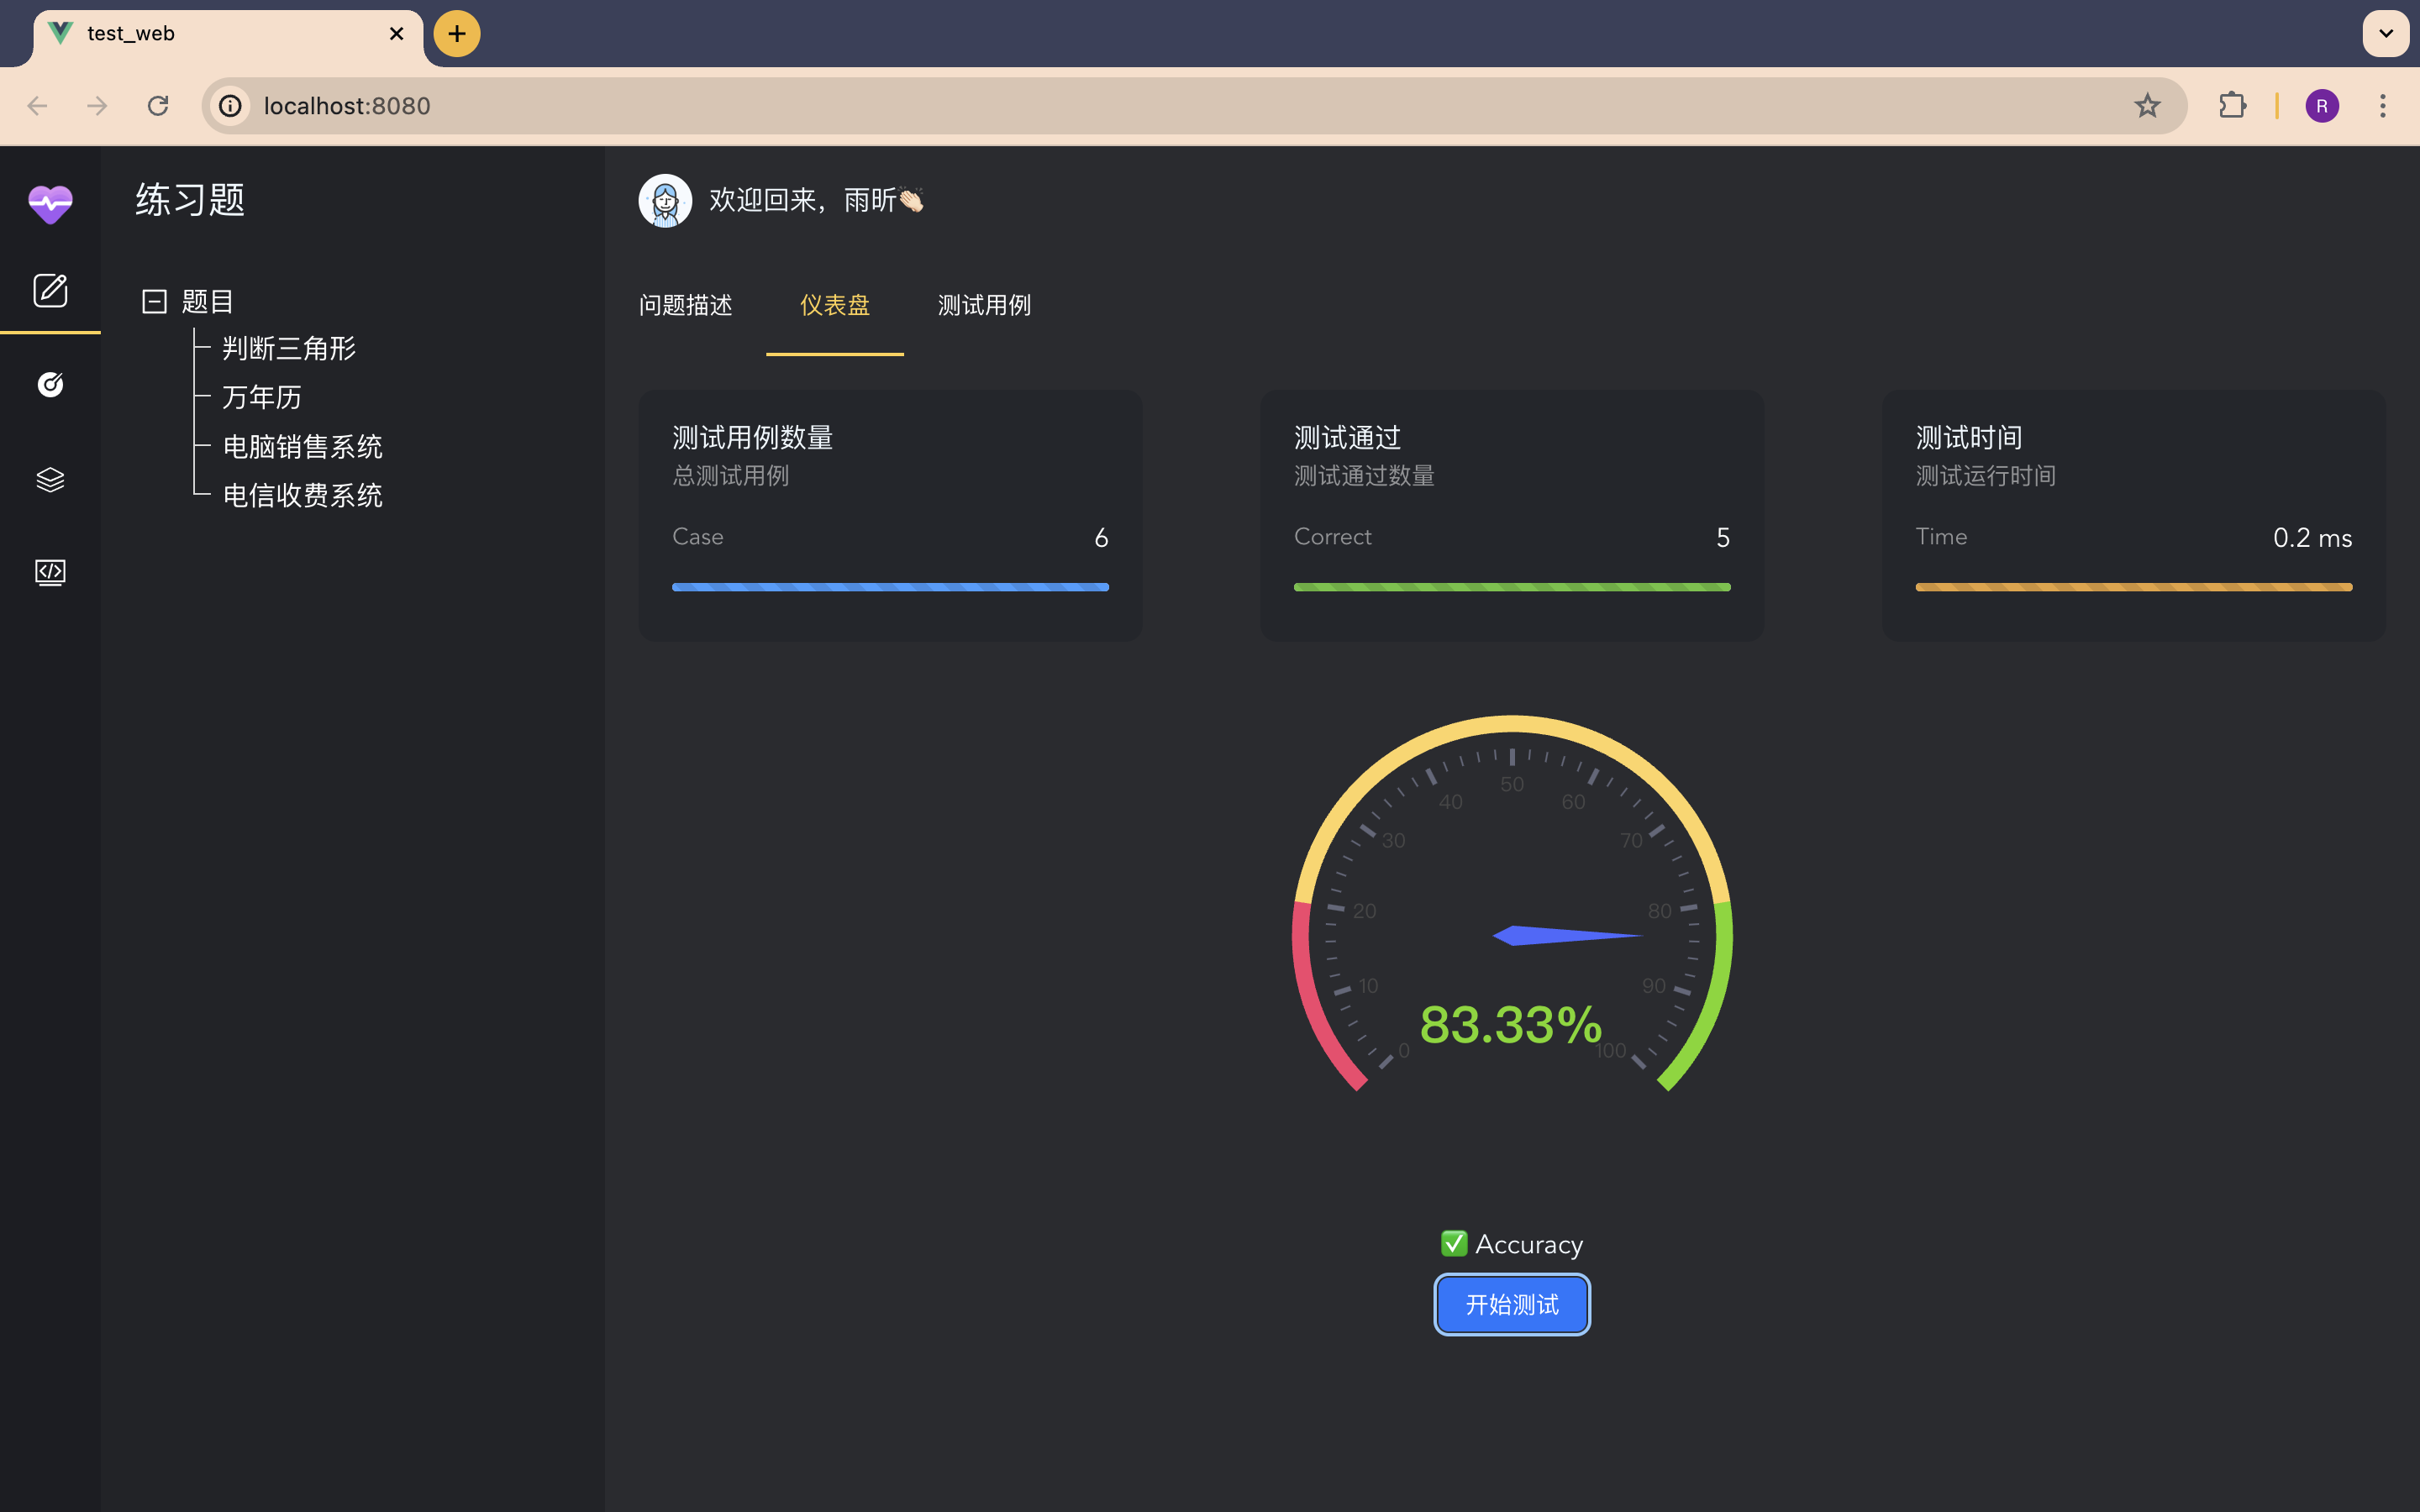 test_web
localhost:8080
R
练习题
题目
判断三角形
万年历
电脑销售系统
电信收费系统
欢迎回来，雨昕👏🏻
问题描述
仪表盘
测试用例
测试用例数量
总测试用例
Case 6
测试通过
测试通过数量
Correct 5
测试时间
测试运行时间
Time 0.2 ms
0
10
20
30
40
50
60
70
80
90
100
83.33%
✅ Accuracy
开始测试